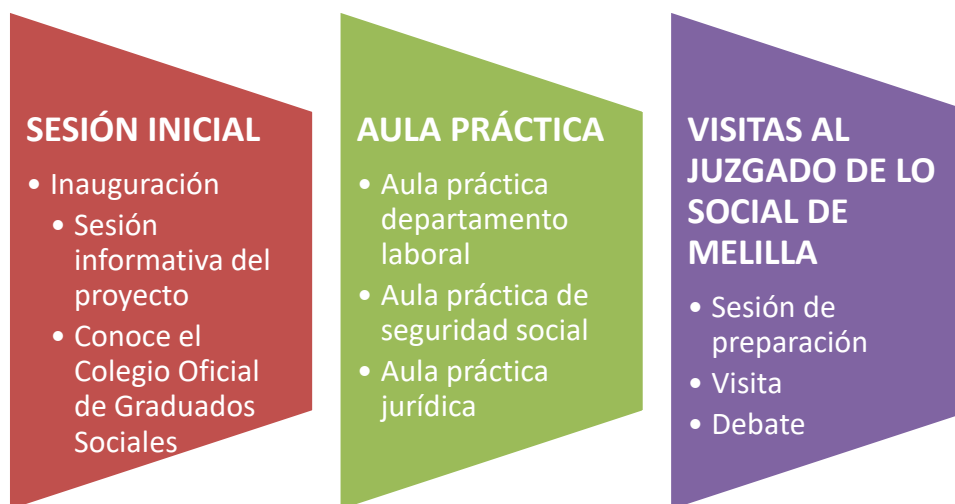 SESIÓN INICIAL
• Inauguración
• Sesión
informativa del
proyecto
• Conoce el
Colegio Oficial
de Graduados
Sociales
AULA PRÁCTICA
• Aula práctica
departamento
laboral
• Aula práctica de
seguridad social
• Aula práctica
jurídica
VISITAS AL
JUZGADO DE LO
SOCIAL DE
MELILLA
• Sesión de
preparación
• Visita
• Debate